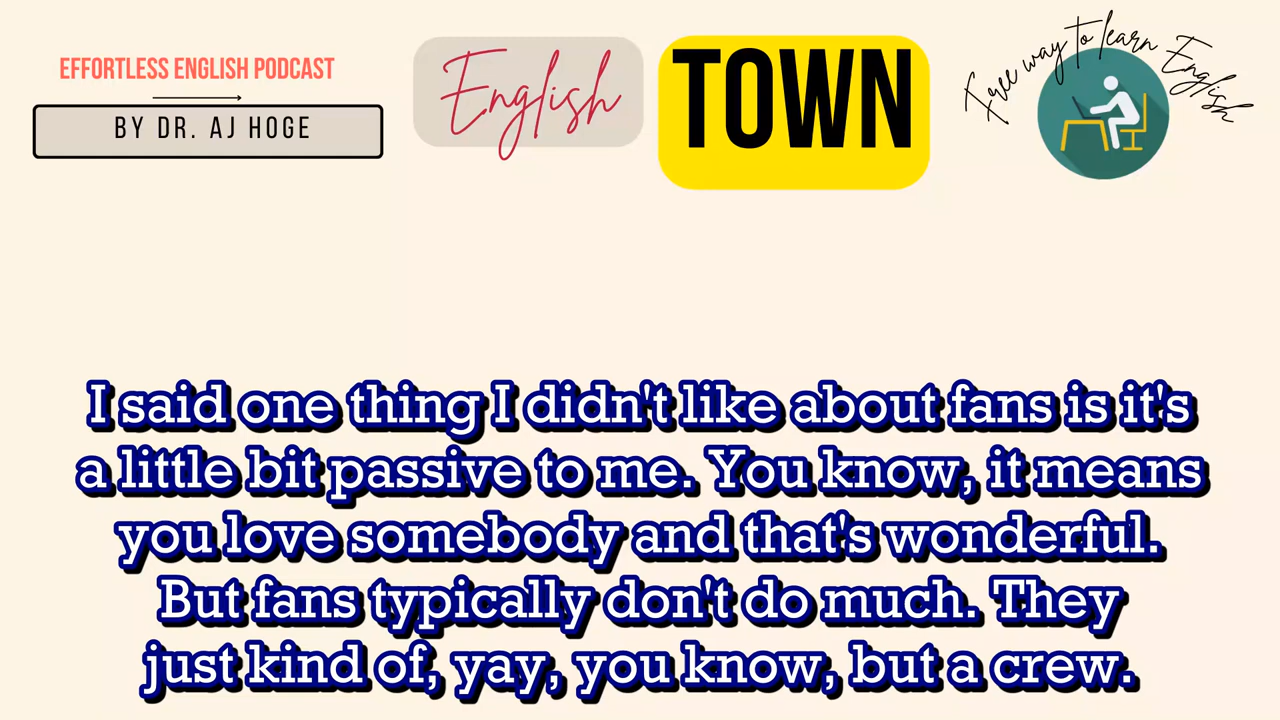 EFFORTLESS ENGLISH PODCAST
BY DR. AJ HOGE
English
TOWN
Free way to learn English
I said one thing I didn't like about fans is it's
a little bit passive to me. You know, it means
you love somebody and that's wonderful.
But fans typically don't do much. They
just kind of, yay, you know, but a crew.